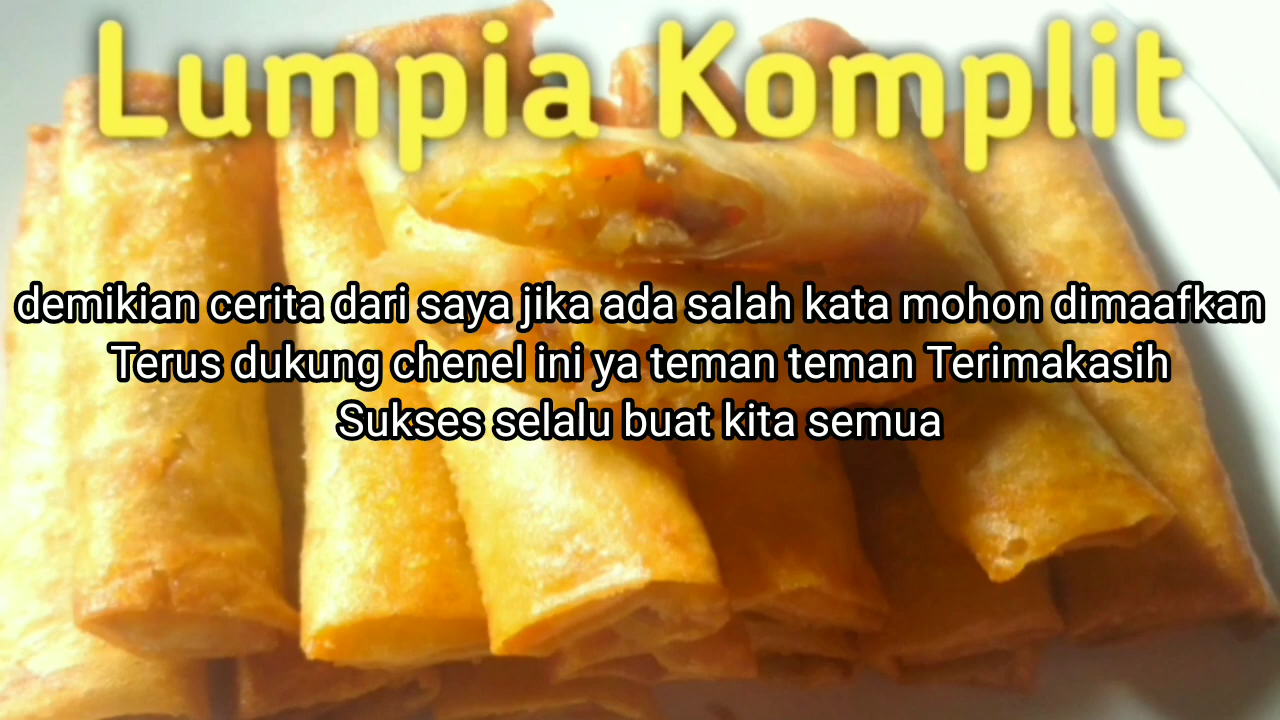 Lumpia Komplit
demikian cerita dari saya jika ada salah kata mohon dimaafkan
Terus dukung chenel ini ya teman teman Terimakasih
Sukses selalu buat kita semua